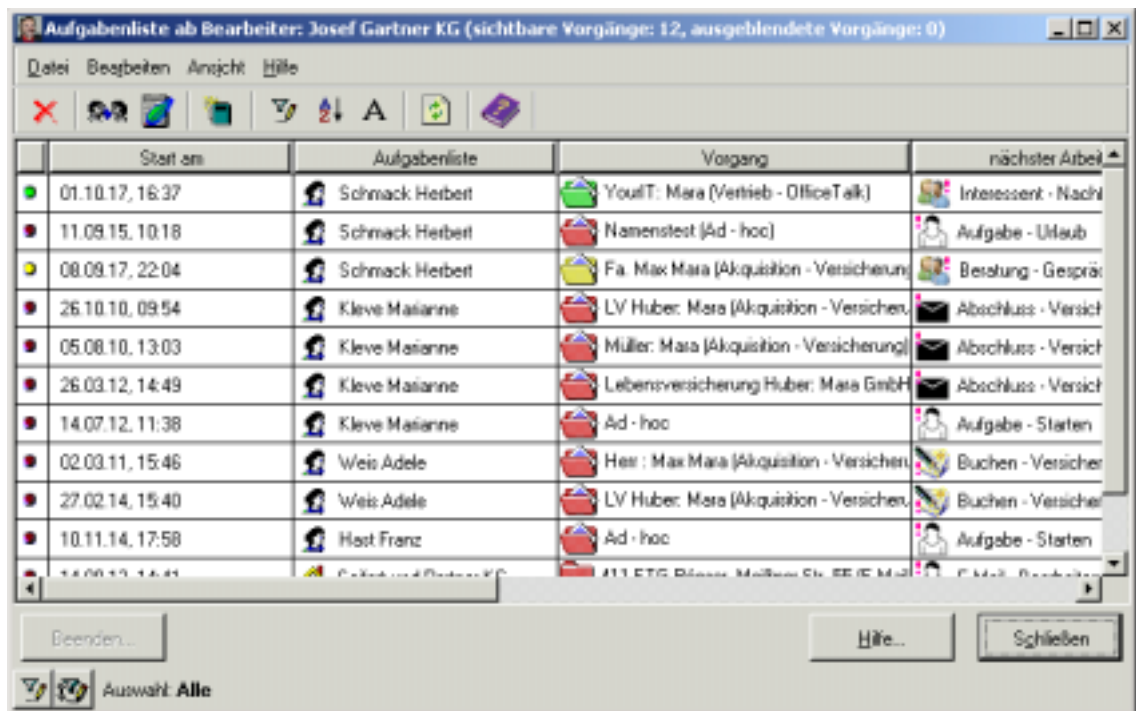 Aufgabenliste ab Bearbeiter: Josef Gartner KG (sichtbare Vorgänge: 12, ausgeblendete Vorgänge: 0)
Datei Bearbeiten Ansicht Hilfe
Start am Aufgabenliste Vorgang nächster Arbeit
01.10.17, 16:37 Schmack Herbert YourIT: Mara (Vertrieb - OfficeTalk) Interessent - Nachf
11.09.15, 10:18 Schmack Herbert Namenstest (Ad - hoc) Aufgabe - Urlaub
08.09.17, 22:04 Schmack Herbert Fa. Max Mara (Akquisition - Versicherung Beratung - Gespräc
26.10.10, 09:54 Kleve Marianne LV Huber: Mara (Akquisition - Versicheru Abschluss - Versich
05.08.10, 13:03 Kleve Marianne Müller: Mara (Akquisition - Versicherung) Abschluss - Versich
26.03.12, 14:49 Kleve Marianne Lebensversicherung Huber: Mara GmbH Abschluss - Versich
14.07.12, 11:38 Kleve Marianne Ad - hoc Aufgabe - Starten
02.03.11, 15:46 Weis Adele Herr : Max Mara (Akquisition - Versicheru Buchen - Versicher
27.02.14, 15:40 Weis Adele LV Huber: Mara (Akquisition - Versicheru Buchen - Versicher
10.11.14, 17:58 Hast Franz Ad - hoc Aufgabe - Starten
Beenden... Hilfe... Schließen
Auswahl: Alle